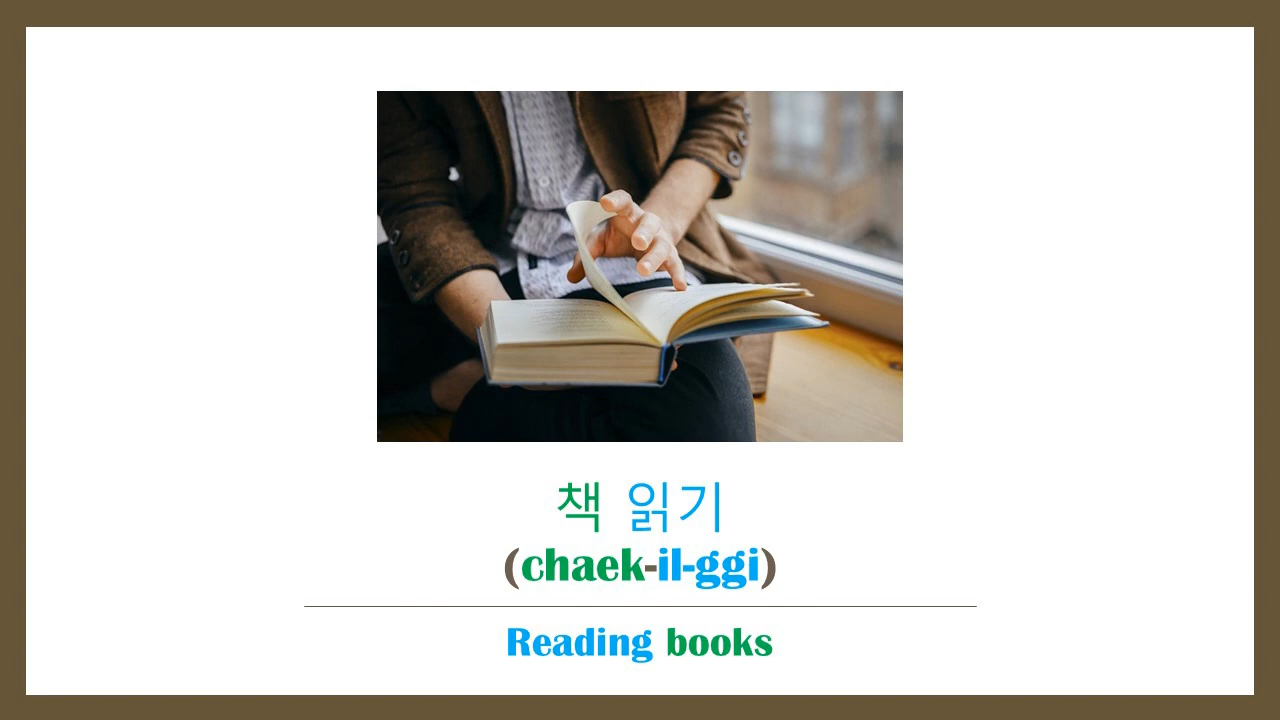 책 읽기
(chaek-il-ggi)
Reading books